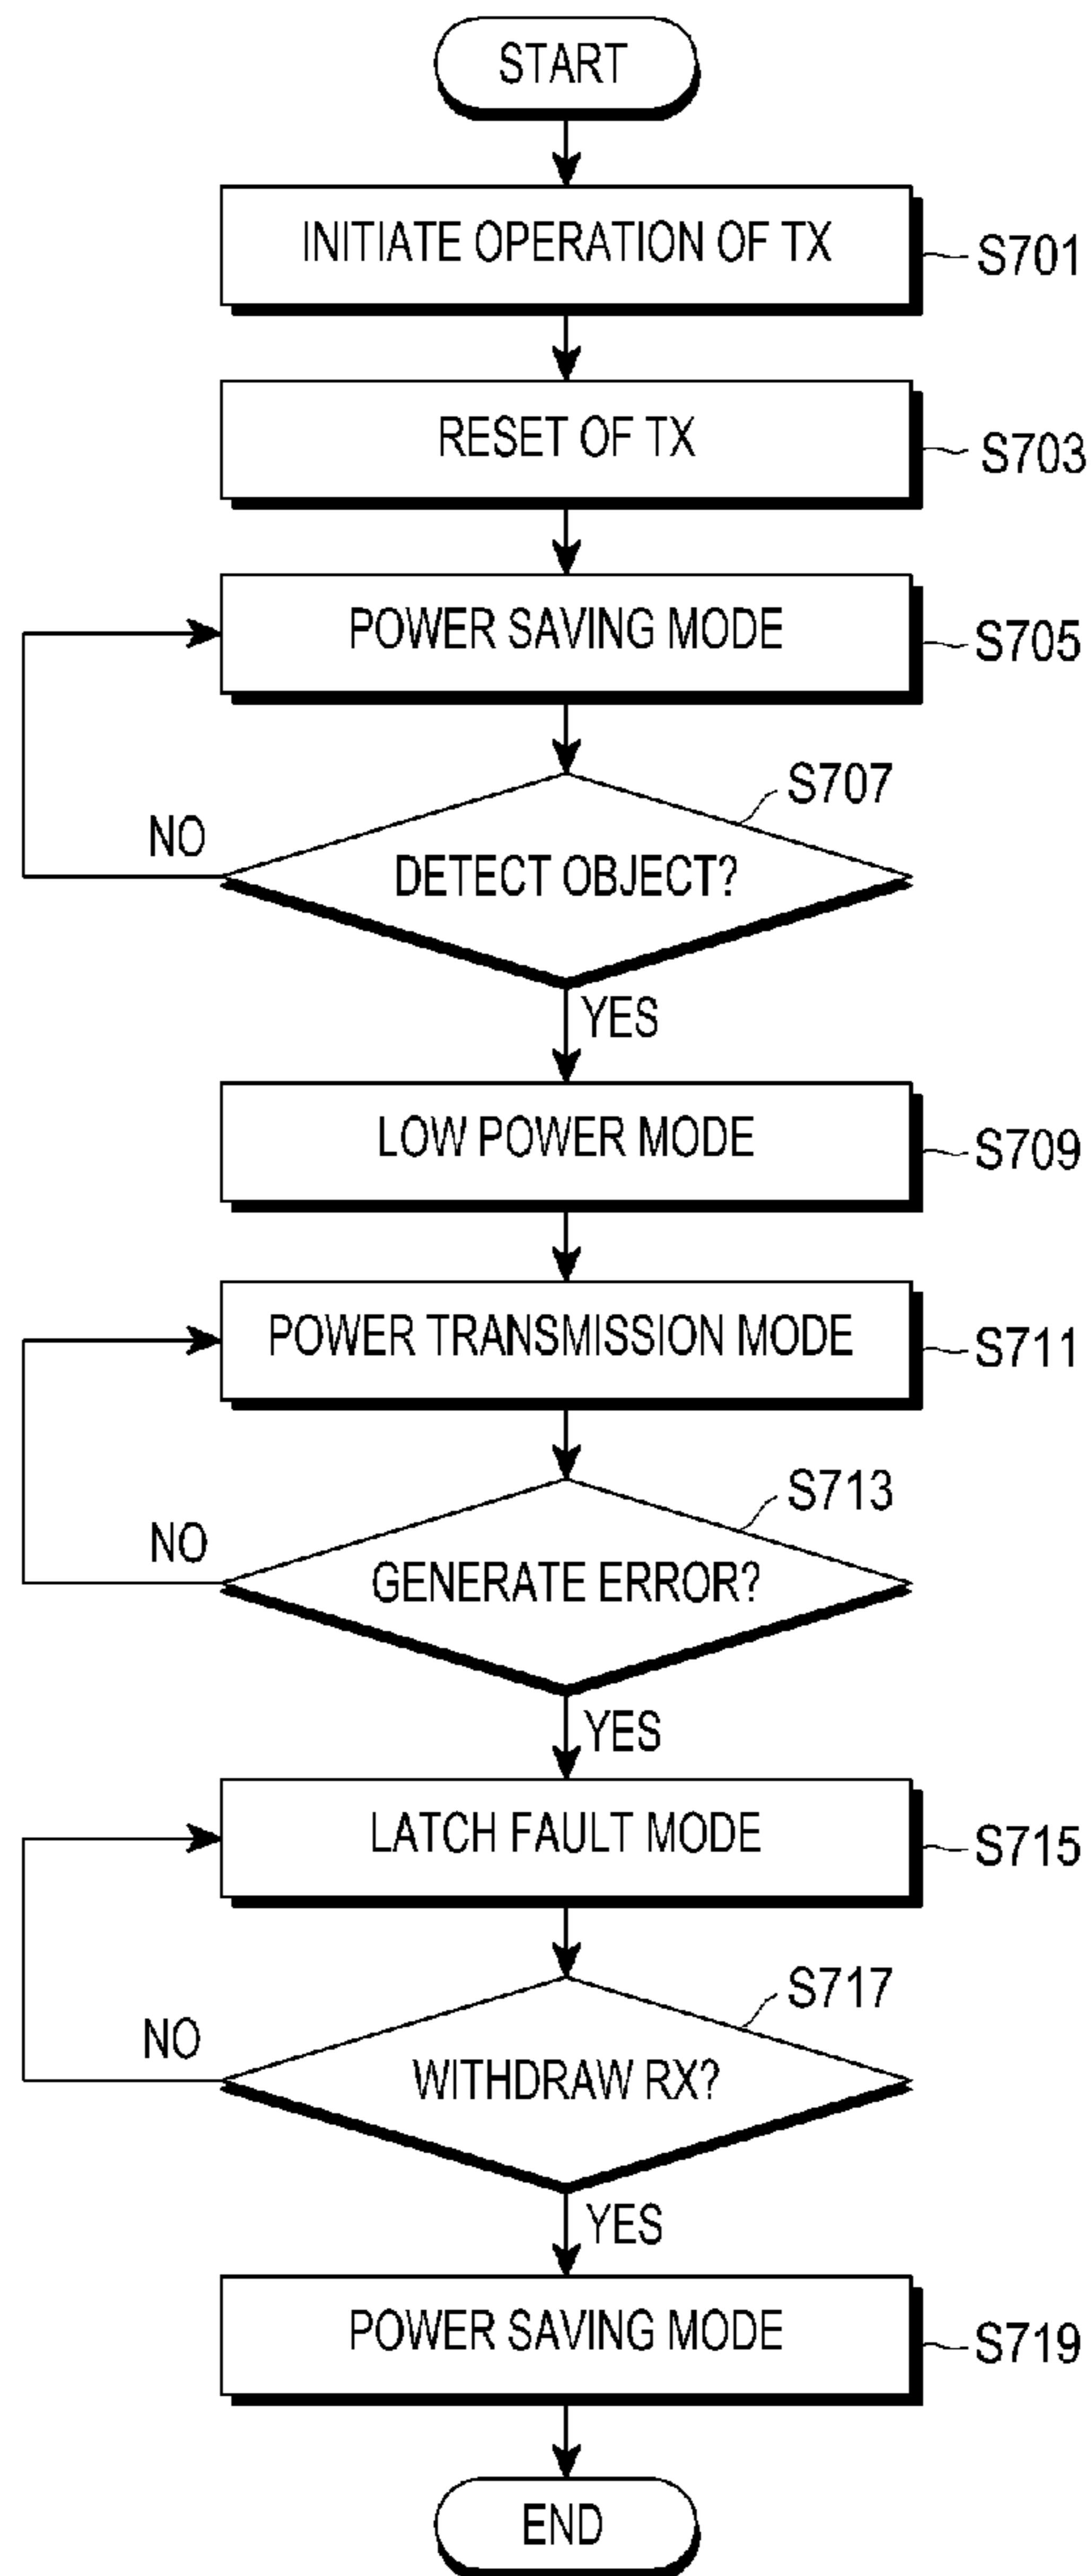 START
INITIATE OPERATION OF TX
S701
RESET OF TX
S703
POWER SAVING MODE
S705
S707
NO
DETECT OBJECT?
YES
LOW POWER MODE
S709
POWER TRANSMISSION MODE
S711
S713
NO
GENERATE ERROR?
YES
LATCH FAULT MODE
S715
S717
NO
WITHDRAW RX?
YES
POWER SAVING MODE
S719
END